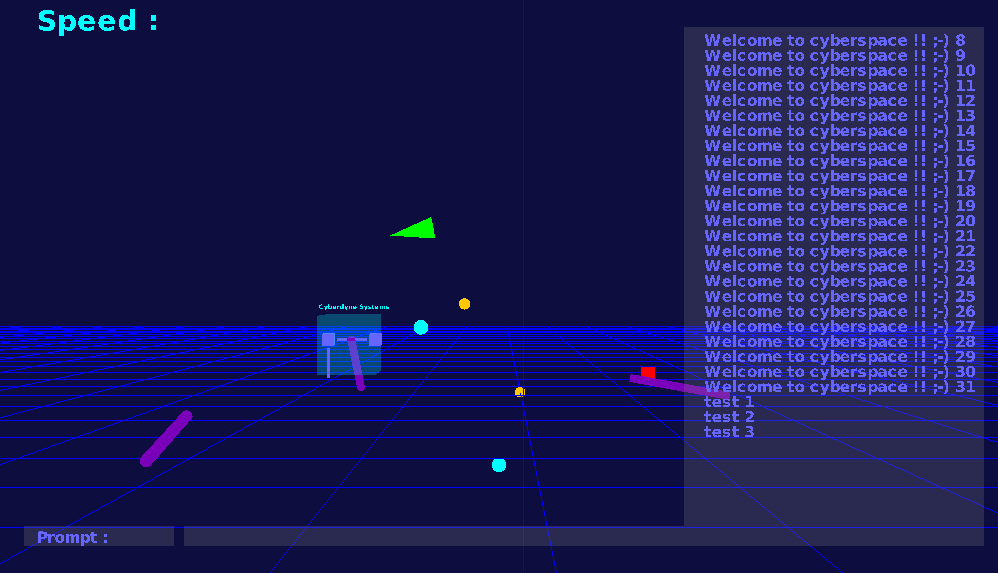 Speed :
Welcome to cyberspace !! ;-) 8
Welcome to cyberspace !! ;-) 9
Welcome to cyberspace !! ;-) 10
Welcome to cyberspace !! ;-) 11
Welcome to cyberspace !! ;-) 12
Welcome to cyberspace !! ;-) 13
Welcome to cyberspace !! ;-) 14
Welcome to cyberspace !! ;-) 15
Welcome to cyberspace !! ;-) 16
Welcome to cyberspace !! ;-) 17
Welcome to cyberspace !! ;-) 18
Welcome to cyberspace !! ;-) 19
Welcome to cyberspace !! ;-) 20
Welcome to cyberspace !! ;-) 21
Welcome to cyberspace !! ;-) 22
Welcome to cyberspace !! ;-) 23
Welcome to cyberspace !! ;-) 24
Welcome to cyberspace !! ;-) 25
Welcome to cyberspace !! ;-) 26
Welcome to cyberspace !! ;-) 27
Welcome to cyberspace !! ;-) 28
Welcome to cyberspace !! ;-) 29
Welcome to cyberspace !! ;-) 30
Welcome to cyberspace !! ;-) 31
test 1
test 2
test 3
Cyberdyne Systems
Prompt :